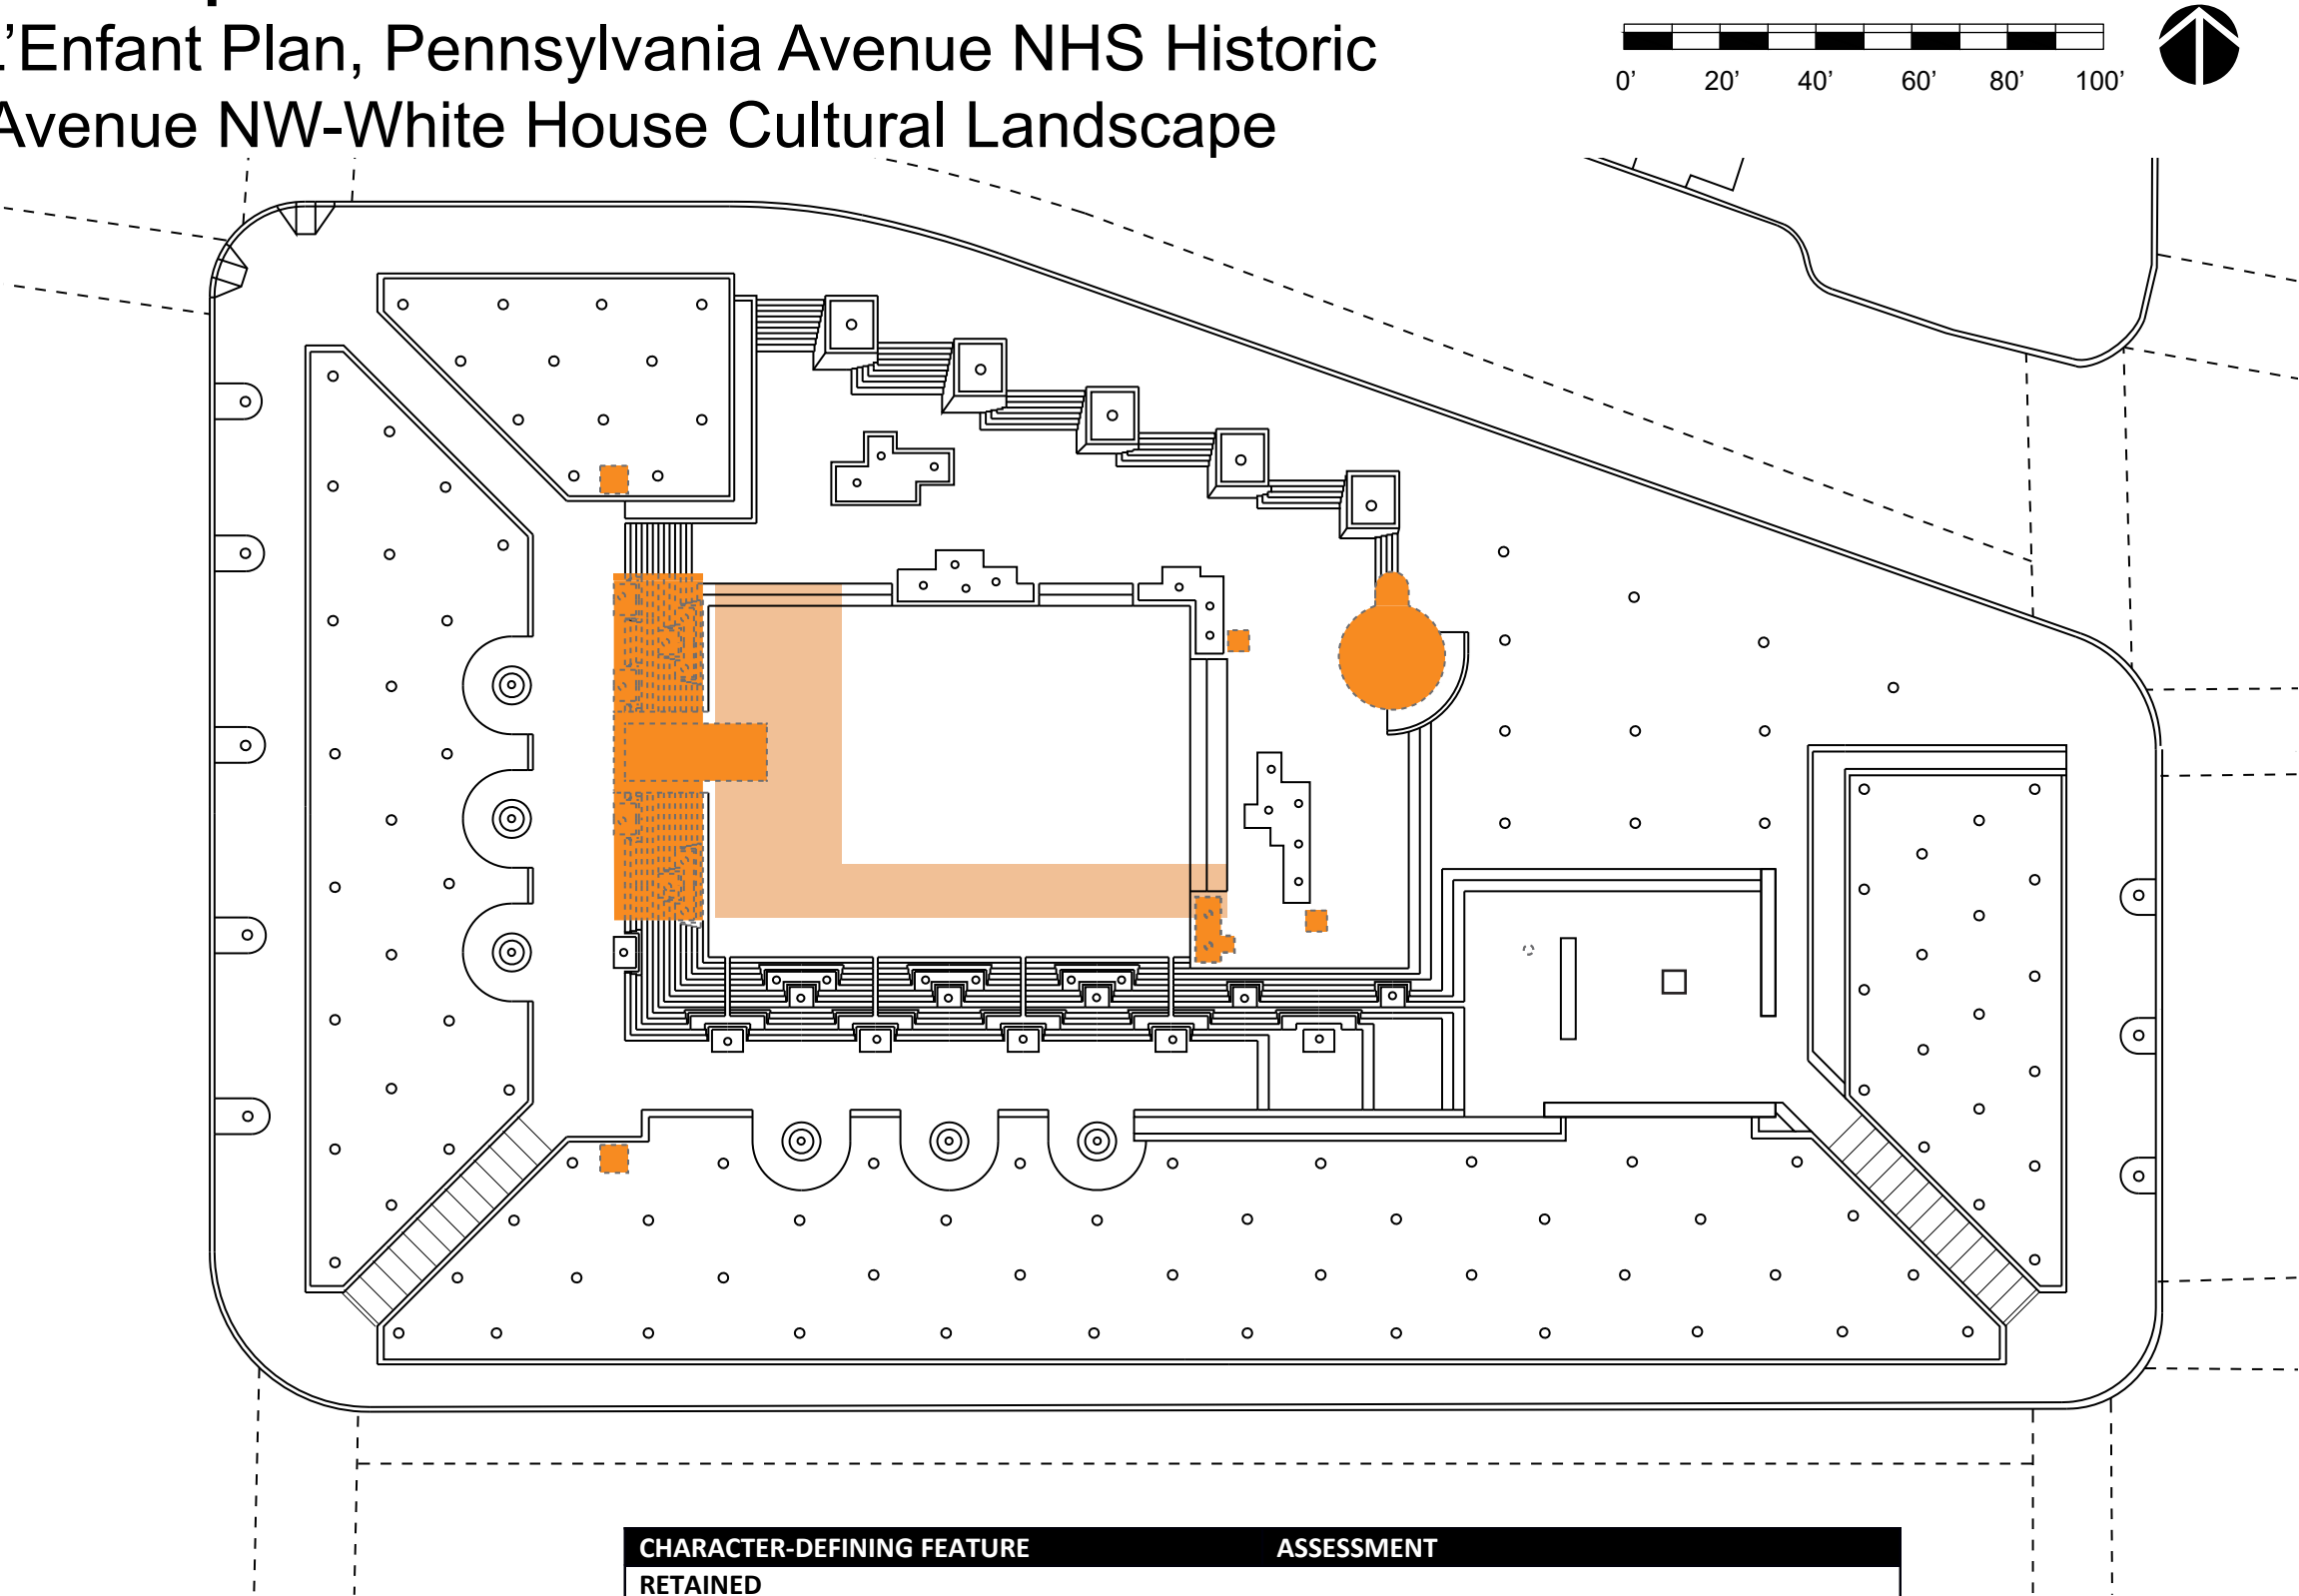 L’Enfant Plan, Pennsylvania Avenue NHS Historic
Avenue NW-White House Cultural Landscape
0’ 20’ 40’ 60’ 80’ 100’
CHARACTER-DEFINING FEATURE ASSESSMENT
RETAINED